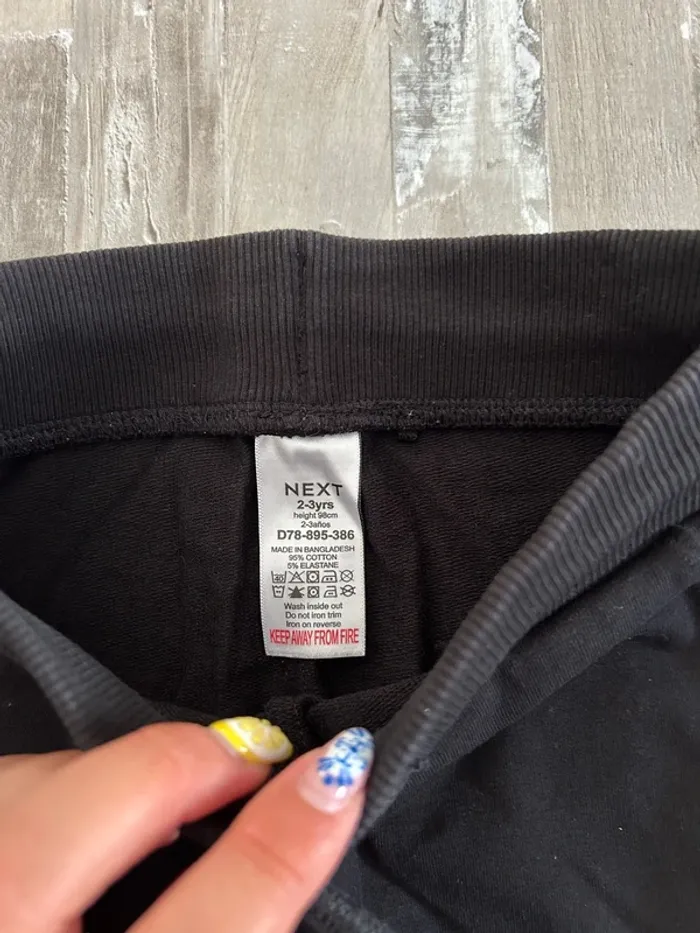 NEXT
2-3yrs
height 98cm
2-3años
D78-895-386
MADE IN BANGLADESH
95% COTTON
5% ELASTANE
40
Wash inside out
Do not iron trim
Iron on reverse
KEEP AWAY FROM FIRE